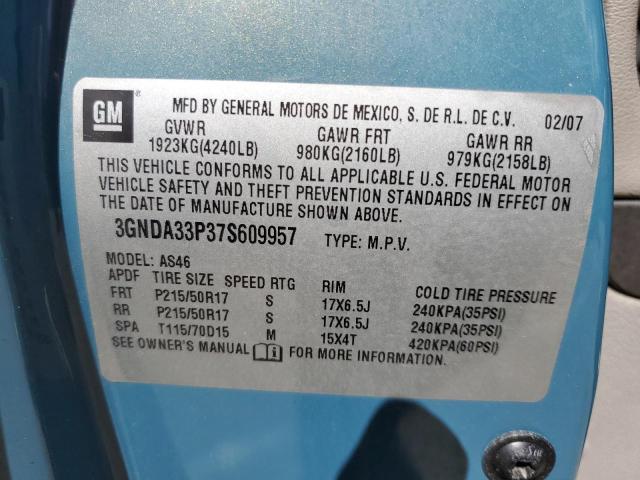 GM
MFD BY GENERAL MOTORS DE MEXICO, S. DE R.L. DE C.V. 02/07
GVWR GAWR FRT GAWR RR
1923KG(4240LB) 980KG(2160LB) 979KG(2158LB)
THIS VEHICLE CONFORMS TO ALL APPLICABLE U.S. FEDERAL MOTOR
VEHICLE SAFETY AND THEFT PREVENTION STANDARDS IN EFFECT ON
THE DATE OF MANUFACTURE SHOWN ABOVE.
3GNDA33P37S609957 TYPE: M.P.V.
MODEL: AS46
APDF TIRE SIZE SPEED RTG RIM COLD TIRE PRESSURE
FRT P215/50R17 S 17X6.5J 240KPA(35PSI)
RR P215/50R17 S 17X6.5J 240KPA(35PSI)
SPA T115/70D15 M 15X4T 420KPA(60PSI)
SEE OWNER'S MANUAL FOR MORE INFORMATION.